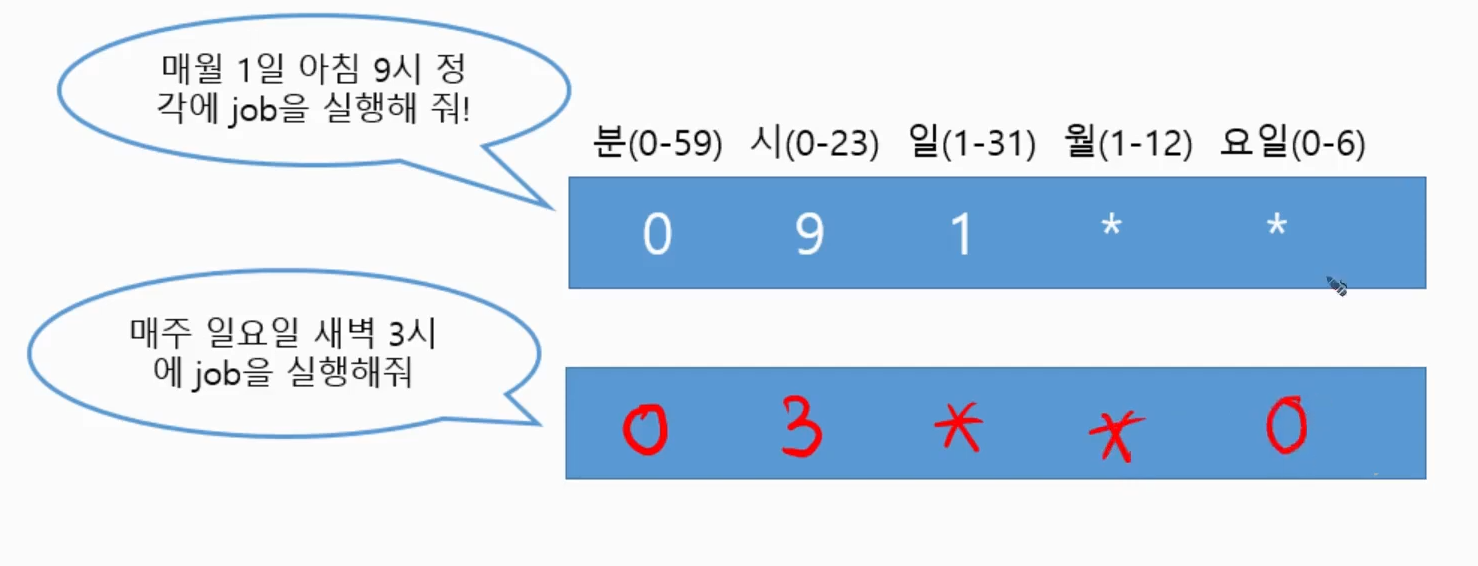 매월 1일 아침 9시 정
각에 job을 실행해 줘!
분(0-59) 시(0-23) 일(1-31) 월(1-12) 요일(0-6)
0 9 1 * *
매주 일요일 새벽 3시
에 job을 실행해줘
0 3 * * 0